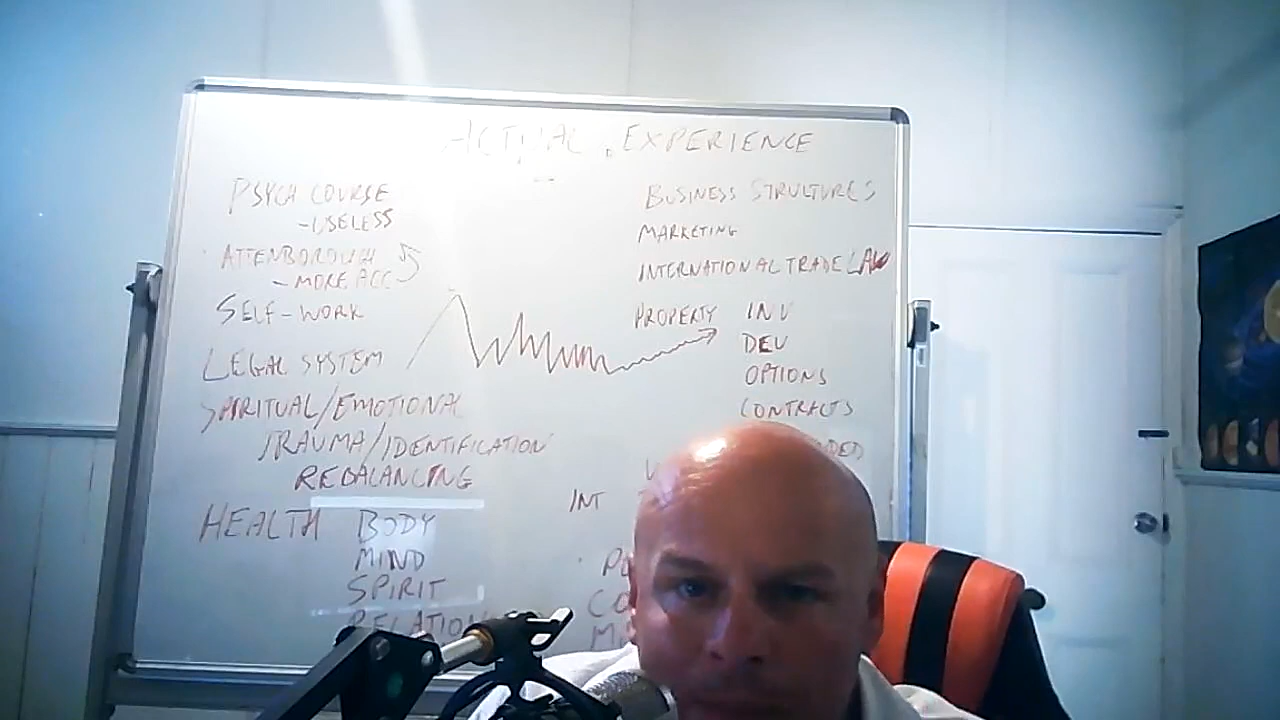 ACTUAL EXPERIENCE
PSYCH COURSE
-USELESS
ATTENBOROUGH
- MORE ACC
SELF-WORK
LEGAL SYSTEM
SPIRITUAL/EMOTIONAL
TRAUMA/IDENTIFICATION
REBALANCING
HEALTH BODY
MIND
SPIRIT
BUSINESS STRUCTURES
MARKETING
INTERNATIONAL TRADE LAW
PROPERTY INV
DEV
OPTIONS
CONTRACTS
INT